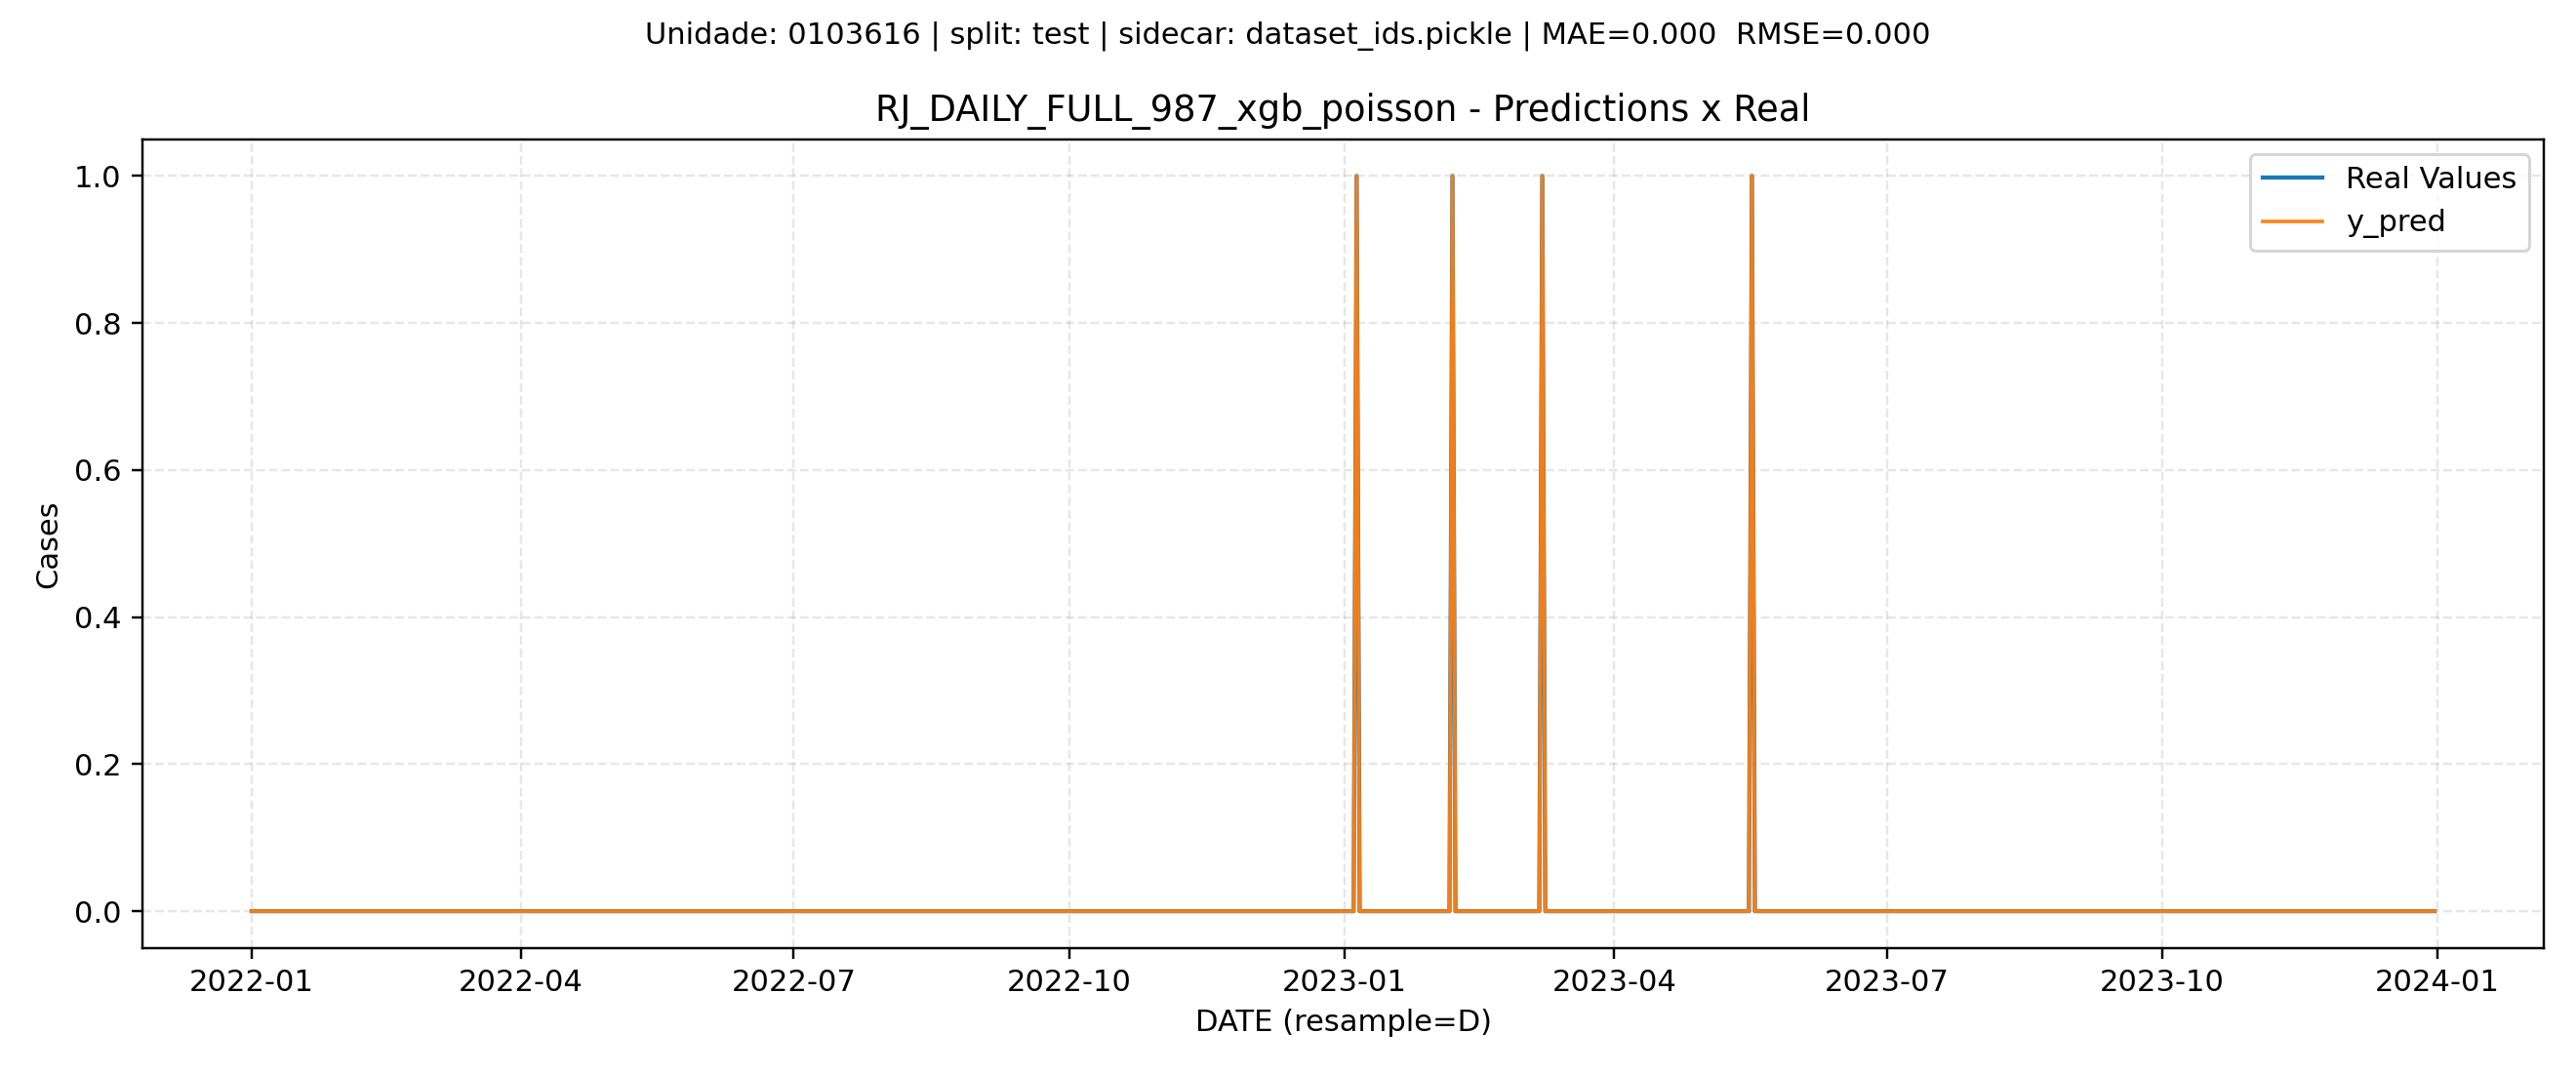 Unidade: 0103616 | split: test | sidecar: dataset_ids.pickle | MAE=0.000  RMSE=0.000
RJ_DAILY_FULL_987_xgb_poisson - Predictions x Real
Real Values
y_pred
1.0
0.8
0.6
0.4
0.2
0.0
Cases
2022-01 2022-04 2022-07 2022-10 2023-01 2023-04 2023-07 2023-10 2024-01
DATE (resample=D)